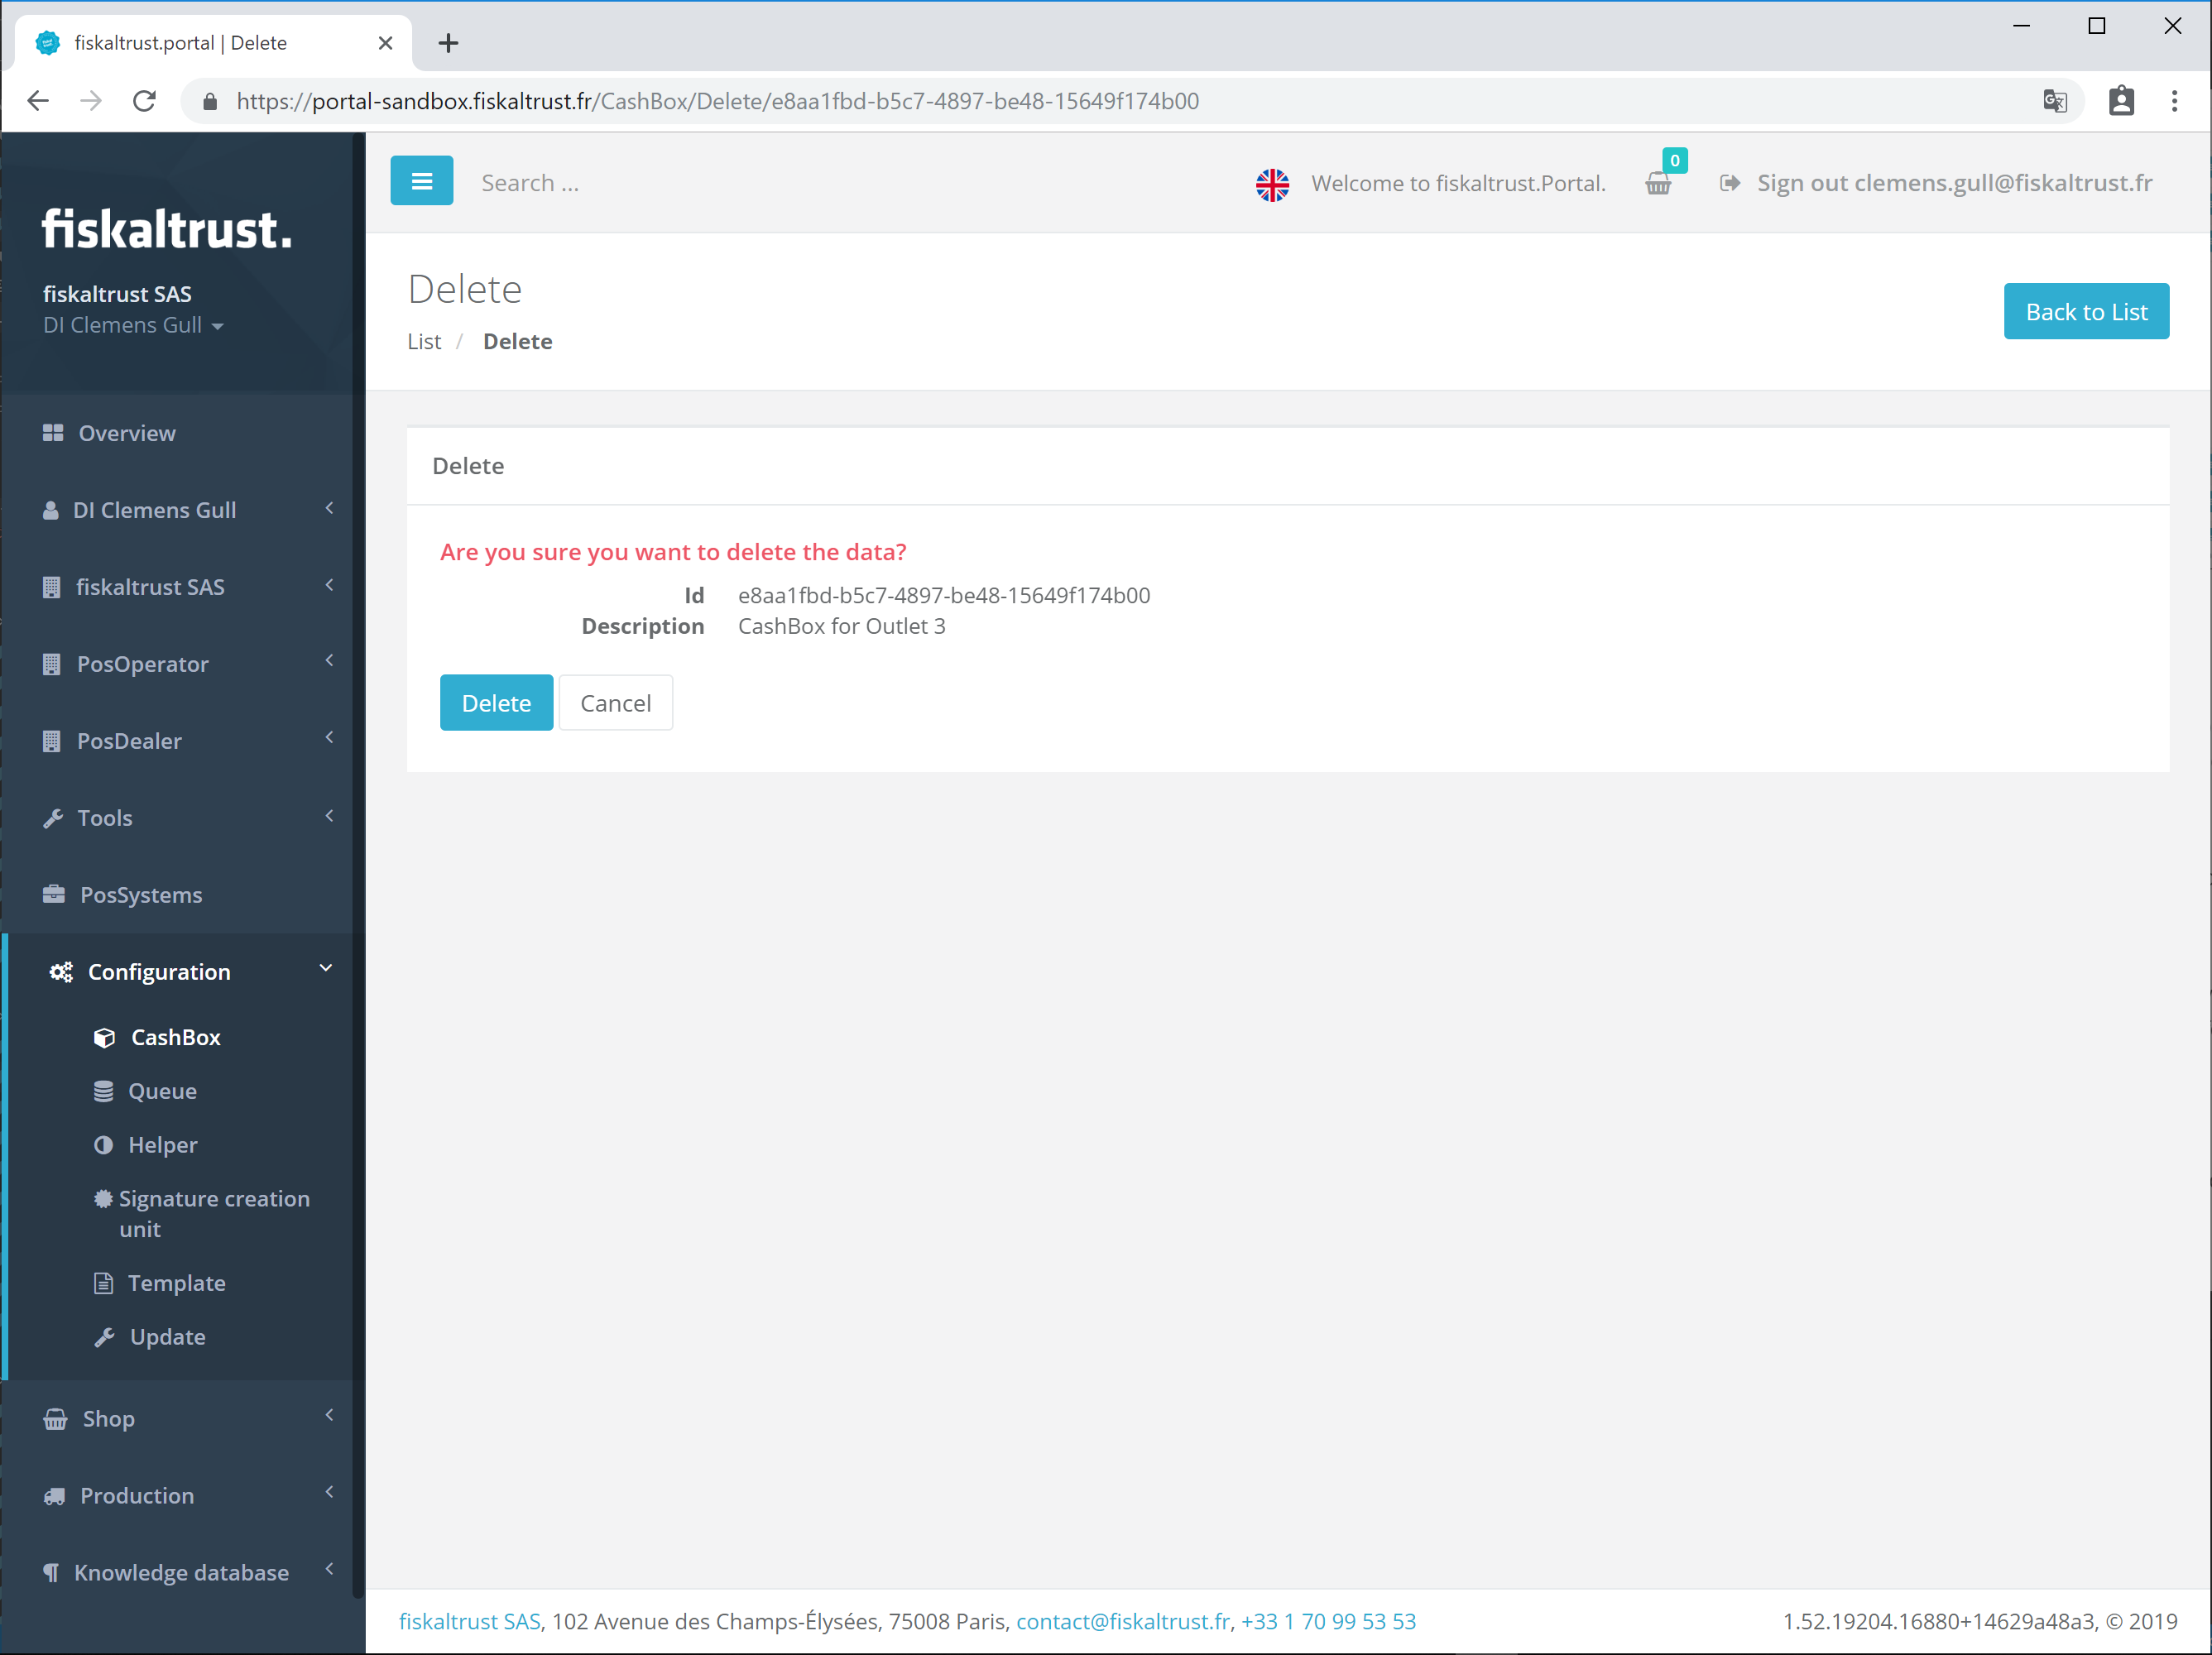 fiskaltrust.portal | Delete
https://portal-sandbox.fiskaltrust.fr/CashBox/Delete/e8aa1fbd-b5c7-4897-be48-15649f174b00
fiskaltrust.
fiskaltrust SAS
DI Clemens Gull
Overview
DI Clemens Gull
fiskaltrust SAS
PosOperator
PosDealer
Tools
PosSystems
Configuration
CashBox
Queue
Helper
Signature creation
unit
Template
Update
Shop
Production
Knowledge database
Search ...
Welcome to fiskaltrust.Portal.
0
Sign out clemens.gull@fiskaltrust.fr
Delete
List / Delete
Back to List
Delete
Are you sure you want to delete the data?
Id e8aa1fbd-b5c7-4897-be48-15649f174b00
Description CashBox for Outlet 3
Delete Cancel
fiskaltrust SAS, 102 Avenue des Champs-Élysées, 75008 Paris, contact@fiskaltrust.fr, +33 1 70 99 53 53
1.52.19204.16880+14629a48a3, © 2019